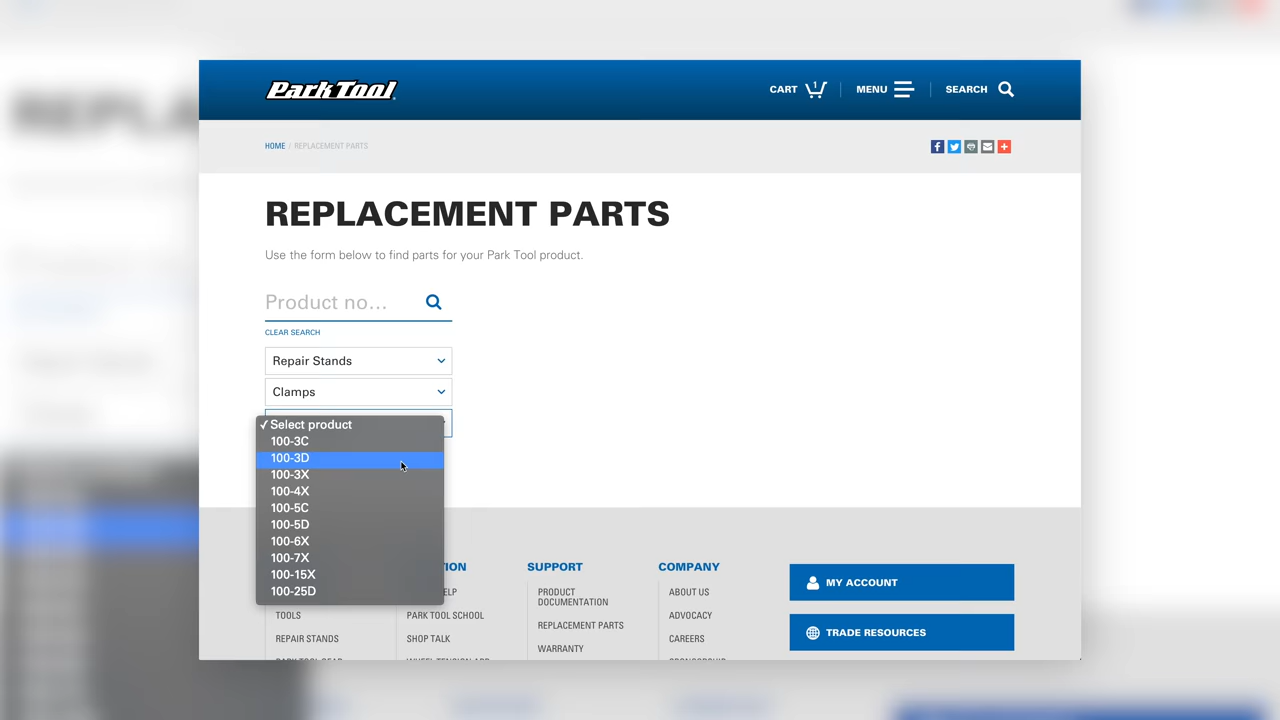 Park Tool
CART 1
MENU
SEARCH
HOME / REPLACEMENT PARTS
REPLACEMENT PARTS
Use the form below to find parts for your Park Tool product.
Product no...
CLEAR SEARCH
Repair Stands
Clamps
✓ Select product
100-3C
100-3D
100-3X
100-4X
100-5C
100-5D
100-6X
100-7X
100-15X
100-25D
TOOLS
REPAIR STANDS
PARK TOOL SCHOOL
SHOP TALK
SUPPORT
PRODUCT
DOCUMENTATION
REPLACEMENT PARTS
WARRANTY
COMPANY
ABOUT US
ADVOCACY
CAREERS
MY ACCOUNT
TRADE RESOURCES